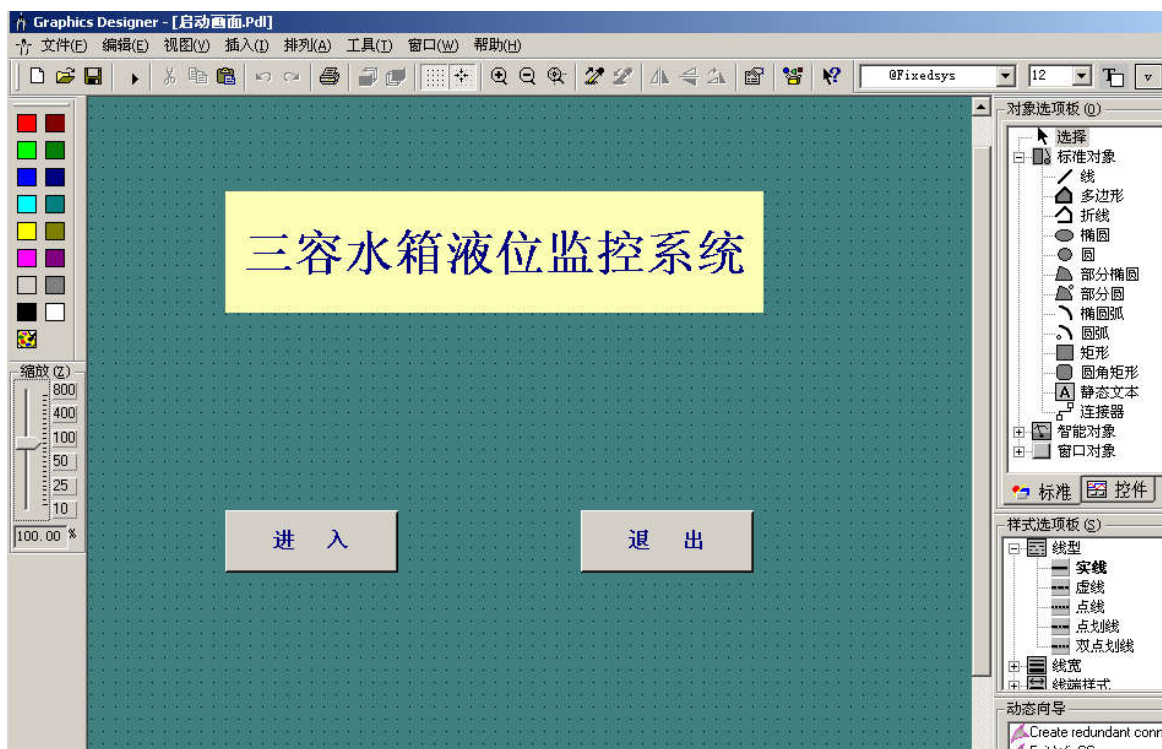 Graphics Designer - [启动画面.Pdl]
文件(F) 编辑(E) 视图(V) 插入(I) 排列(A) 工具(T) 窗口(W) 帮助(H)
@Fixedsys 12
对象选项板(O)
选择
标准对象
线
多边形
折线
椭圆
圆
部分椭圆
部分圆
椭圆弧
圆弧
矩形
圆角矩形
A 静态文本
连接器
智能对象
窗口对象
标准 控件
样式选项板(S)
线型
实线
虚线
点线
点划线
双点划线
线宽
线端样式
动态向导
Create redundant conn
缩放(Z)
800
400
100
50
25
10
100.00 %
三容水箱液位监控系统
进 入
退 出